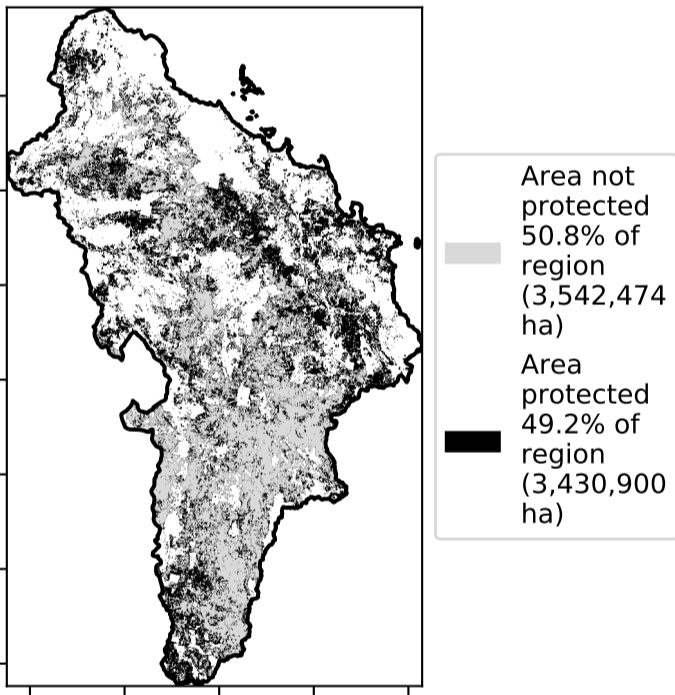 Area not
protected
50.8% of
region
(3,542,474
ha)
Area
protected
49.2% of
region
(3,430,900
ha)